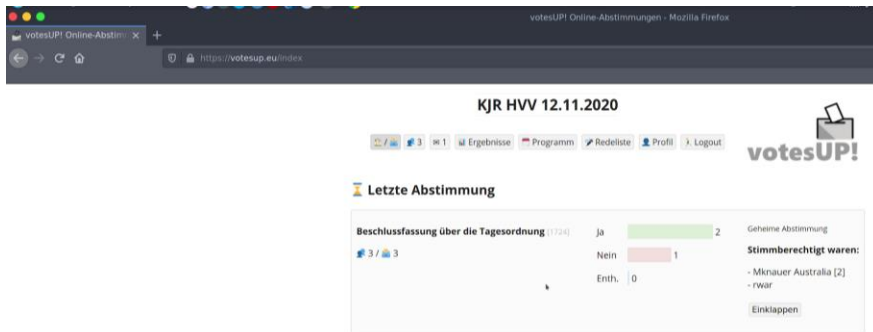 votesUP! Online-Abstimmungen - Mozilla Firefox
votesUP! Online-Abstim
https://votesup.eu/index
KJR HVV 12.11.2020
/ 3 1 Ergebnisse Programm Redeliste Profil Logout
votesUP!
Letzte Abstimmung
Beschlussfassung über die Tagesordnung [1724]
3 / 3
Ja 2
Nein 1
Enth. 0
Geheime Abstimmung
Stimmberechtigt waren:
- Mknauer Australia [2]
- rwar
Einklappen